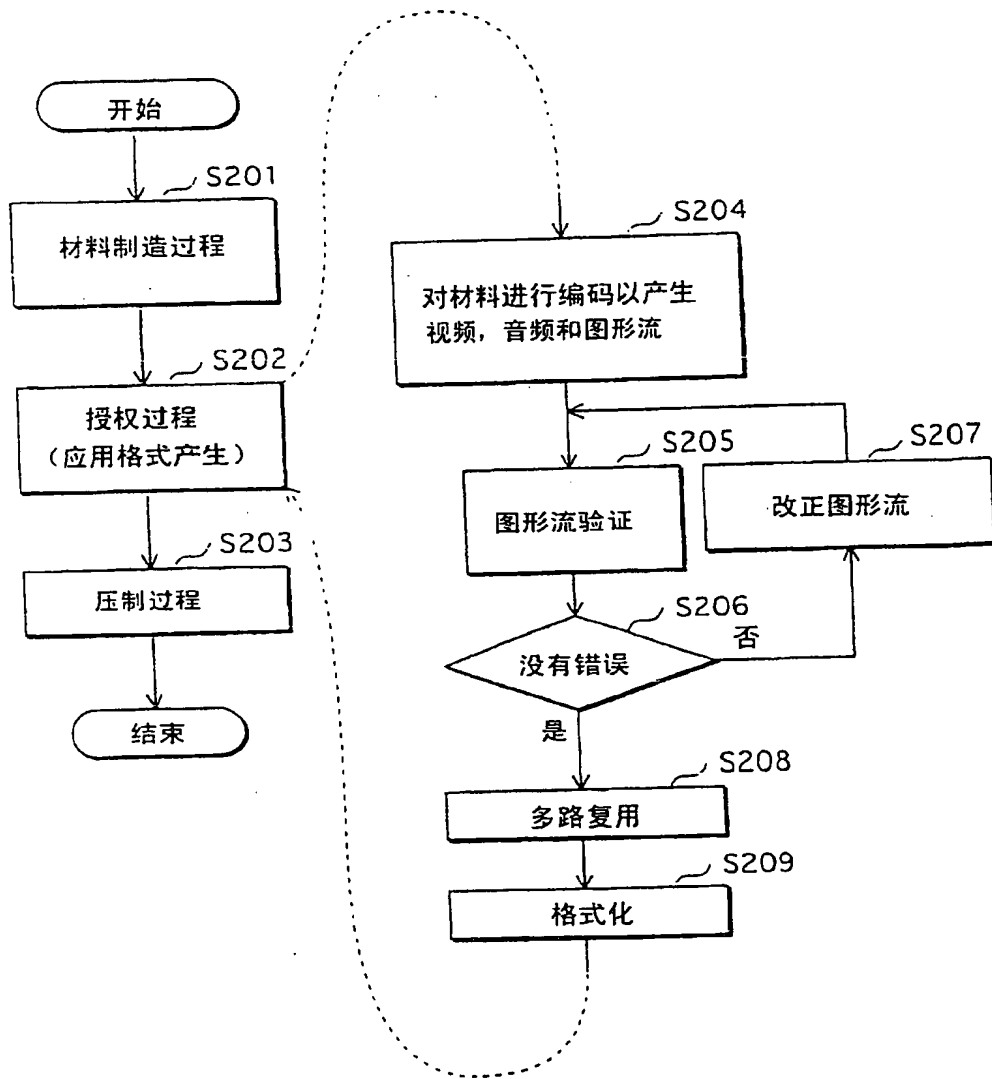 开始
S201
材料制造过程
S202
授权过程
（应用格式产生）
S203
压制过程
结束
S204
对材料进行编码以产生
视频，音频和图形流
S205
图形流验证
S207
改正图形流
S206
没有错误
否
是
S208
多路复用
S209
格式化